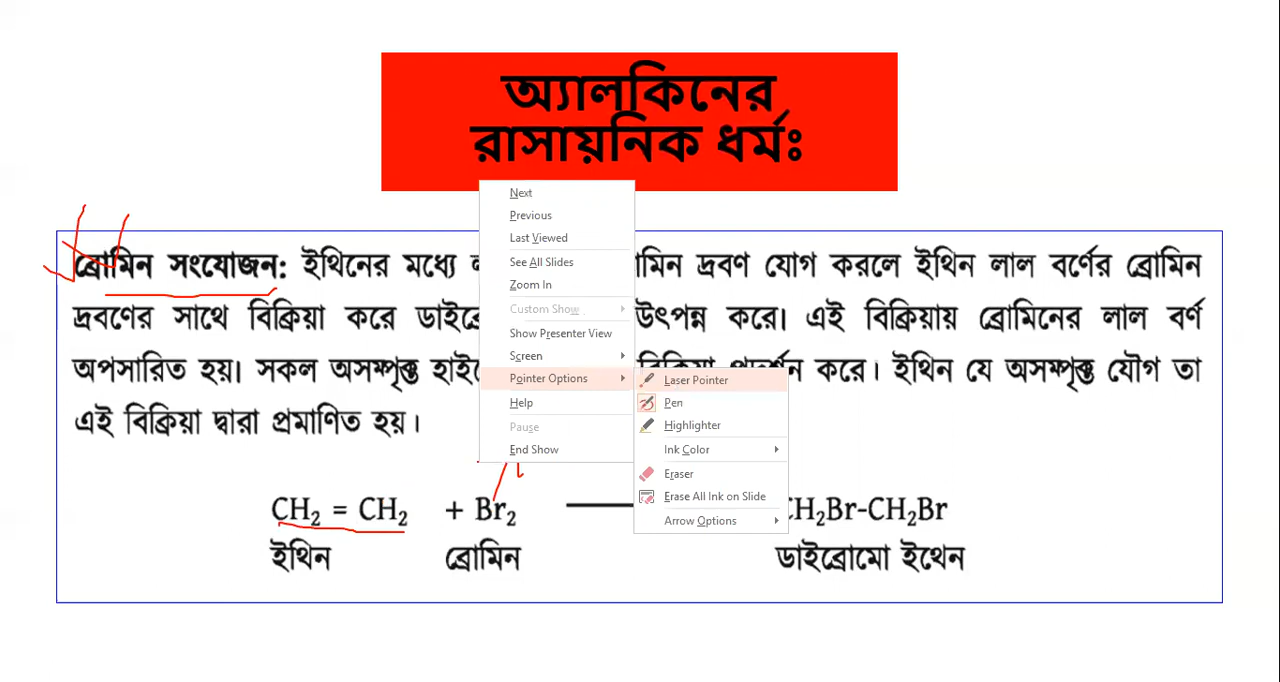 অ্যালকিনের
রাসায়নিক ধর্মঃ
ব্রোমিন সংযোজন: ইথিনের মধ্যে দ্রবণ যোগ করলে ইথিন লাল বর্ণের ব্রোমিন
দ্রবণের সাথে বিক্রিয়া করে উৎপন্ন করে। এই বিক্রিয়ায় ব্রোমিনের লাল বর্ণ
অপসারিত হয়। সকল অসম্পৃক্ত করে। ইথিন যে অসম্পৃক্ত যৌগ তা
এই বিক্রিয়া দ্বারা প্রমাণিত হয়।
CH₂ = CH₂ + Br₂ CH₂Br-CH₂Br
ইথিন ব্রোমিন ডাইব্রোমো ইথেন
Next
Previous
Last Viewed
See All Slides
Zoom In
Custom Show
Show Presenter View
Screen
Pointer Options
Help
Pause
End Show
Laser Pointer
Pen
Highlighter
Ink Color
Eraser
Erase All Ink on Slide
Arrow Options